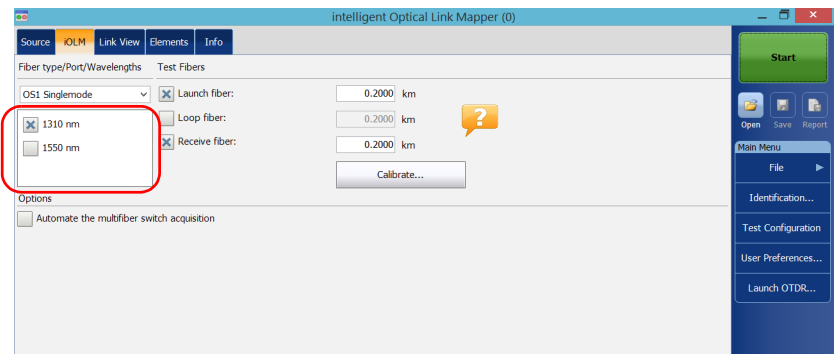 intelligent Optical Link Mapper (0)
Source iOLM Link View Elements Info
Start
Fiber type/Port/Wavelengths Test Fibers
OS1 Singlemode
Launch fiber: 0.2000 km
1310 nm
Loop fiber: 0.2000 km
?
1550 nm
Receive fiber: 0.2000 km
Calibrate...
Options
Automate the multifiber switch acquisition
Open Save Report
Main Menu
File
Identification...
Test Configuration
User Preferences...
Launch OTDR...